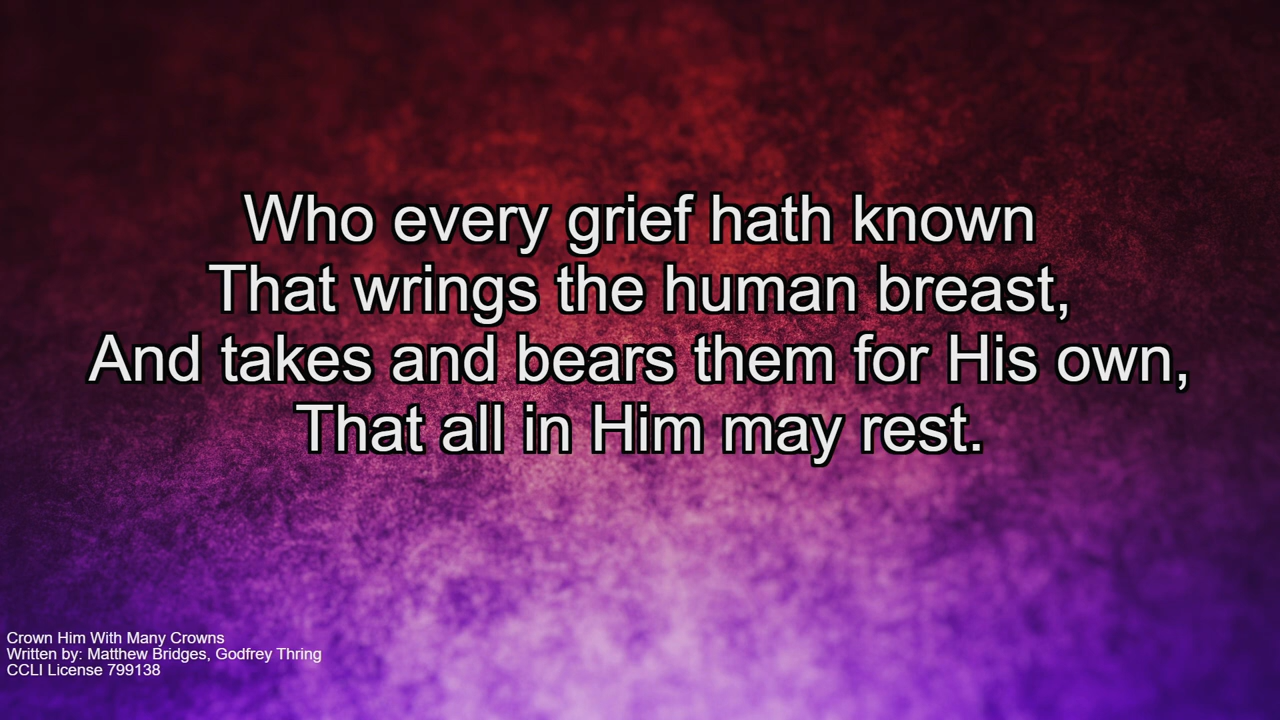 Who every grief hath known
That wrings the human breast,
And takes and bears them for His own,
That all in Him may rest.
Crown Him With Many Crowns
Written by: Matthew Bridges, Godfrey Thring
CCLI License 799138